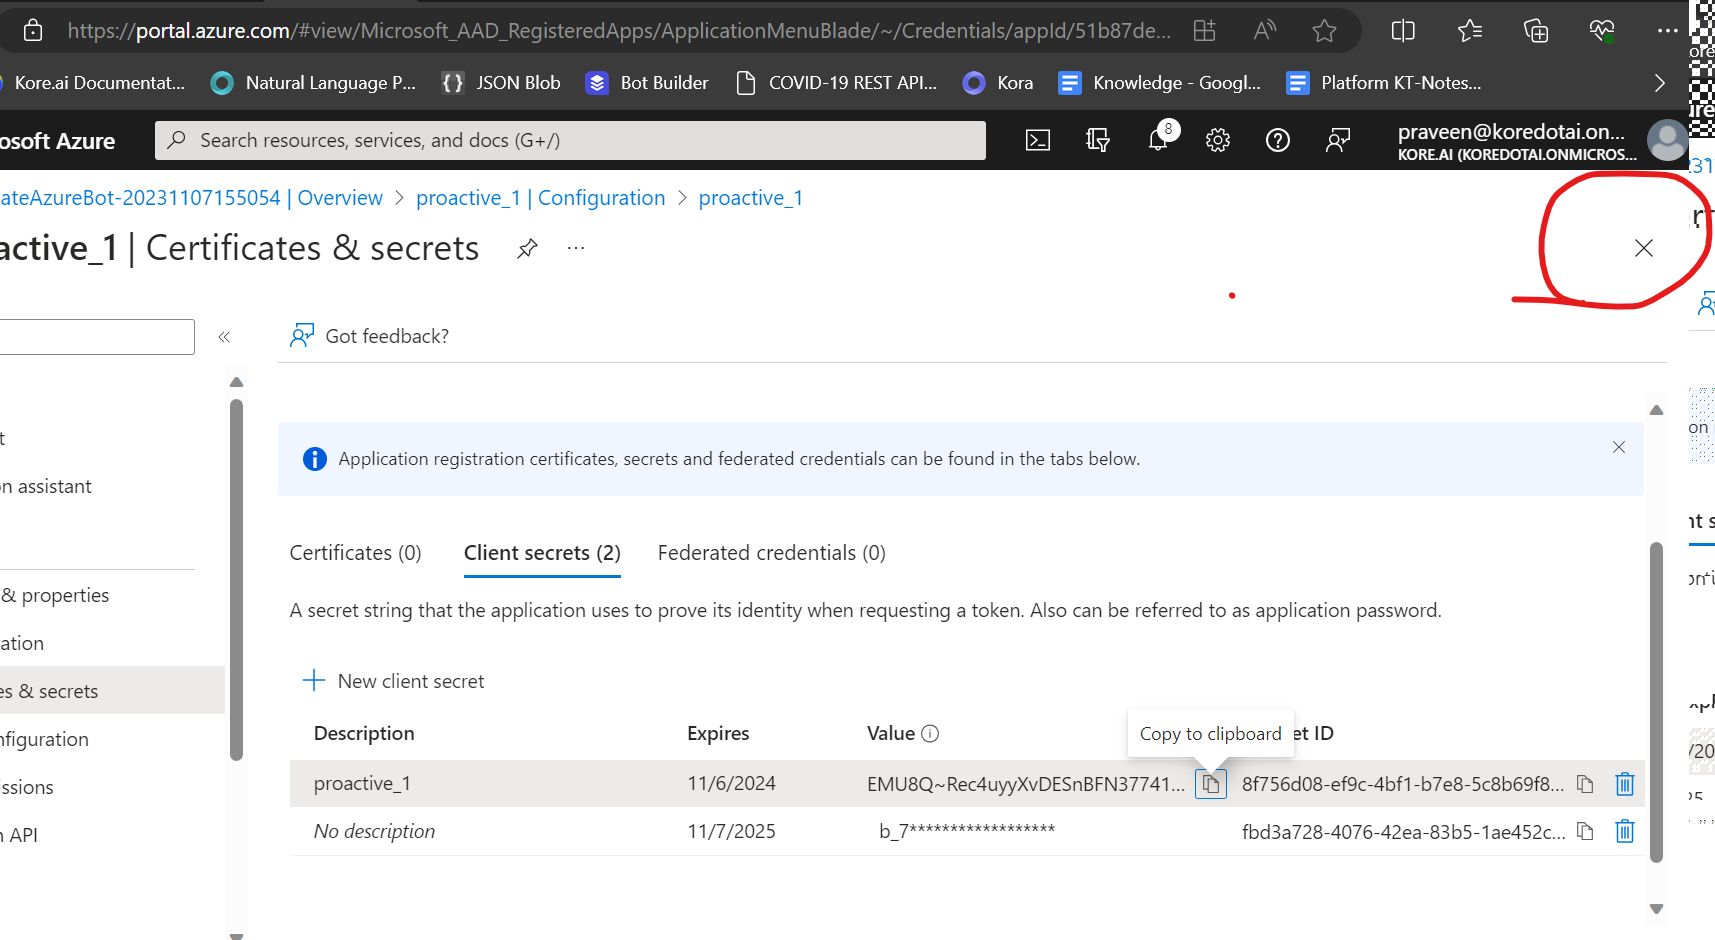 https://portal.azure.com/#view/Microsoft_AAD_RegisteredApps/ApplicationMenuBlade/~/Credentials/appId/51b87de...
Kore.ai Documentat... Natural Language P... {} JSON Blob Bot Builder COVID-19 REST API... Kora Knowledge - Googl... Platform KT-Notes...
osoft Azure Search resources, services, and docs (G+/) 8 praveen@koredotai.on...
KORE.AI (KOREDOTAI.ONMICROS...
ateAzureBot-20231107155054 | Overview > proactive_1 | Configuration > proactive_1
active_1 | Certificates & secrets ...
Got feedback?
Application registration certificates, secrets and federated credentials can be found in the tabs below.
t
n assistant
& properties
ation
es & secrets
nfiguration
issions
n API
Certificates (0) Client secrets (2) Federated credentials (0)
A secret string that the application uses to prove its identity when requesting a token. Also can be referred to as application password.
New client secret
Description Expires Value Copy to clipboard et ID
proactive_1 11/6/2024 EMU8Q~Rec4uyyXvDESnBFN37741... 8f756d08-ef9c-4bf1-b7e8-5c8b69f8...
No description 11/7/2025 b_7****************** fbd3a728-4076-42ea-83b5-1ae452c...